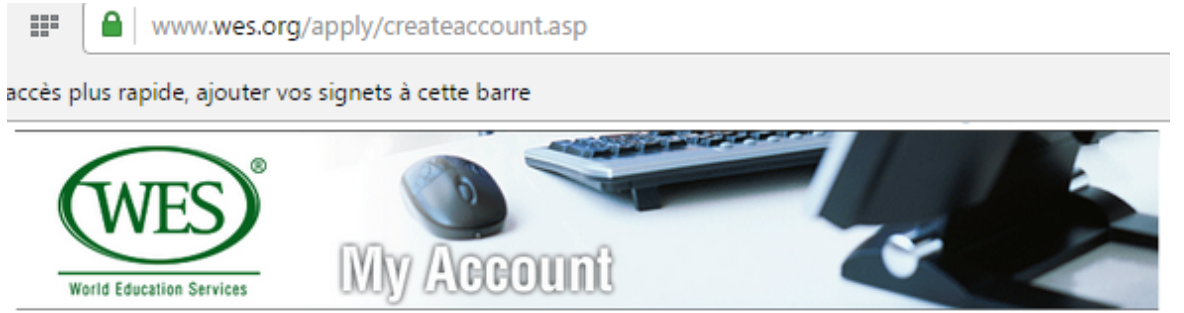 www.wes.org/apply/createaccount.asp
accès plus rapide, ajouter vos signets à cette barre
WES®
World Education Services
My Account